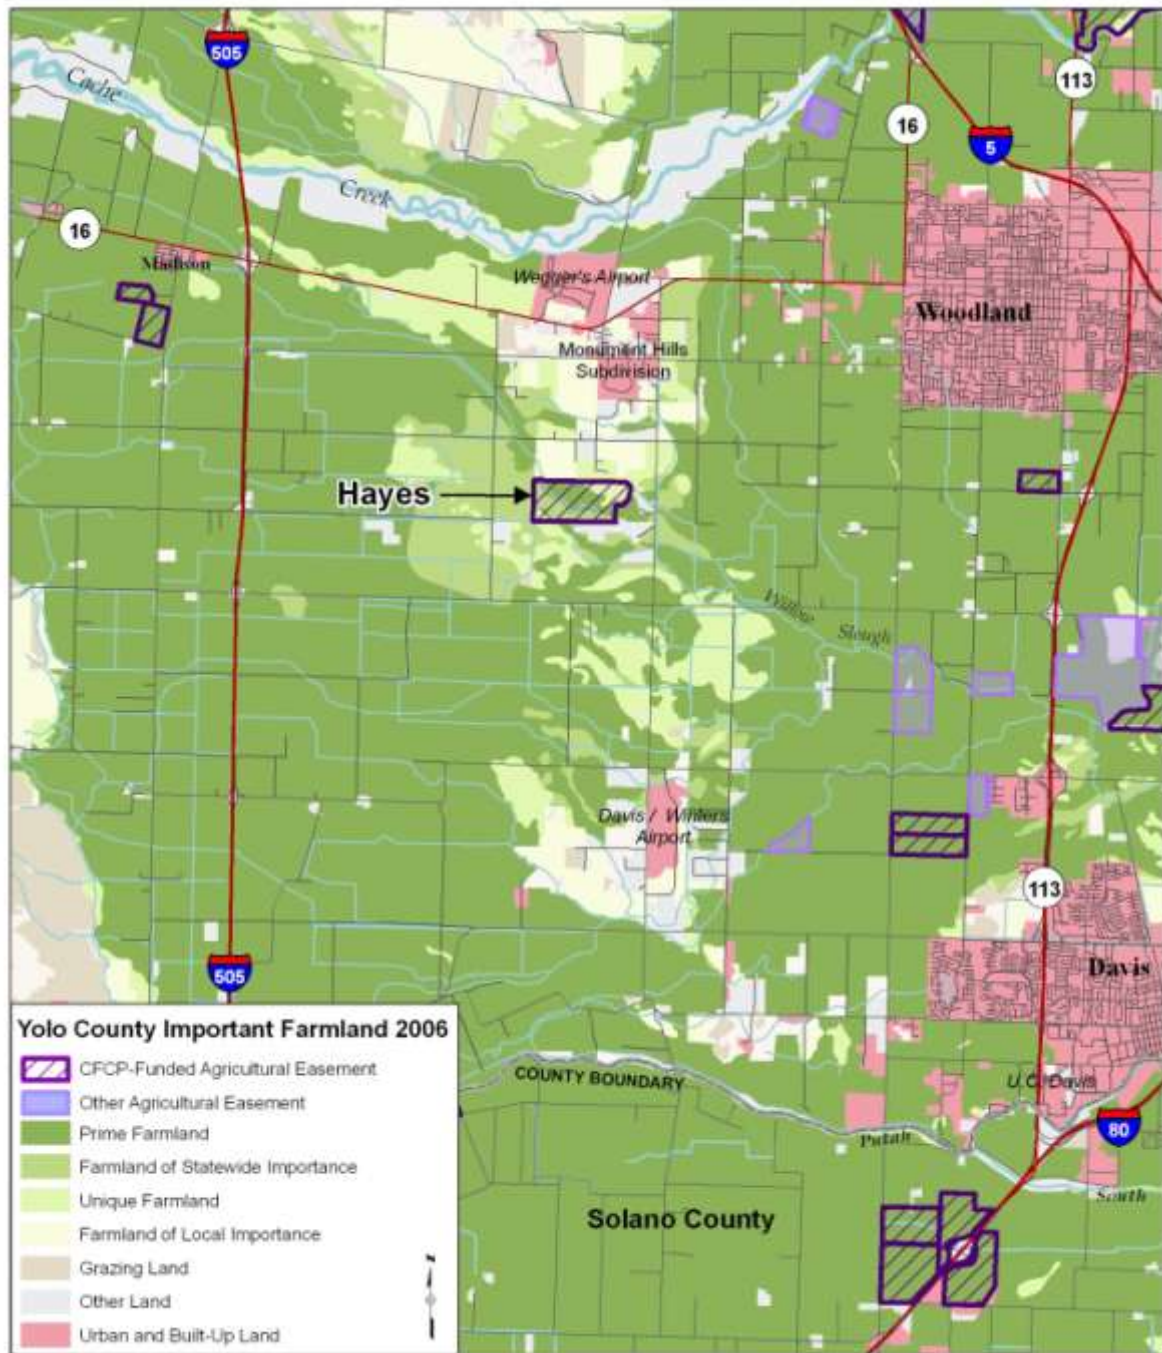 505
Cache
113
16
5
Creek
16
Madison
Wegger's Airport
Woodland
Monument Hills
Subdivision
Hayes
Willow Slough
Davis / Winters
Airport
113
505
Davis
Yolo County Important Farmland 2006
CFCP-Funded Agricultural Easement
Other Agricultural Easement
Prime Farmland
Farmland of Statewide Importance
Unique Farmland
Farmland of Local Importance
Grazing Land
Other Land
Urban and Built-Up Land
COUNTY BOUNDARY
U.C. Davis
80
Putah
South
Solano County